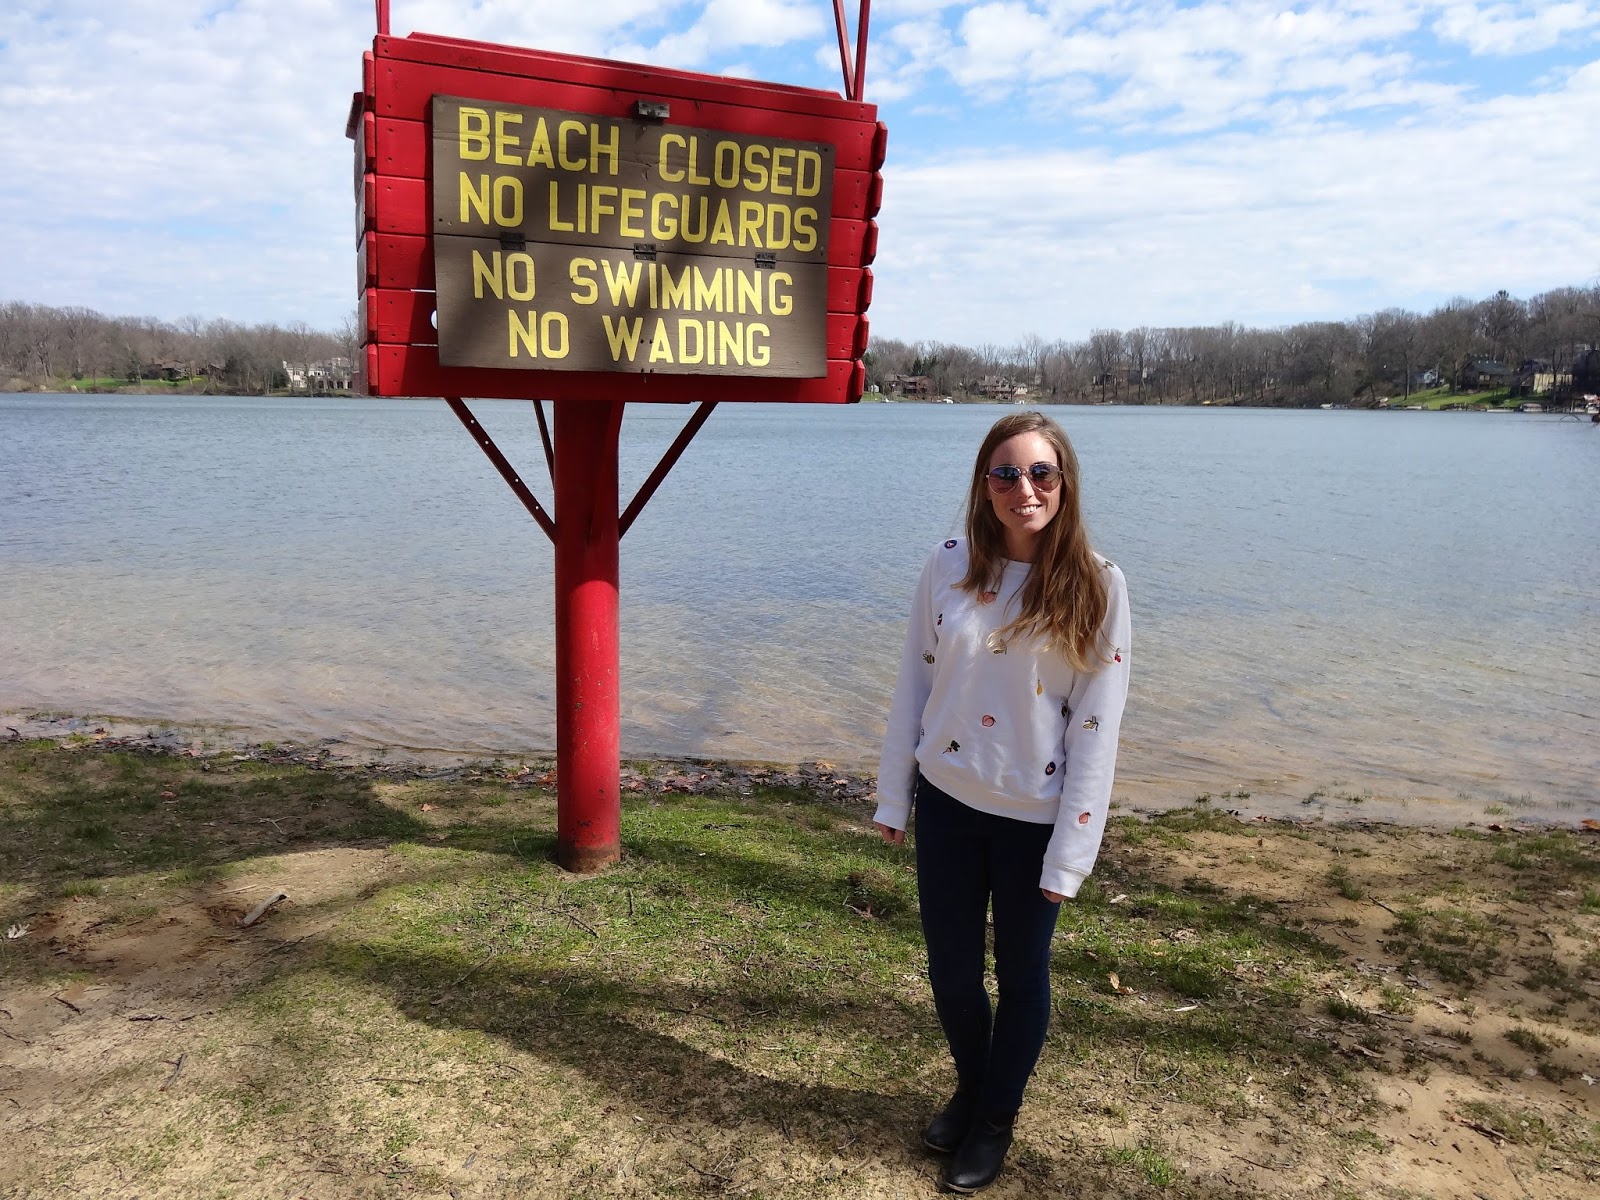 BEACH CLOSED
NO LIFEGUARDS
NO SWIMMING
NO WADING